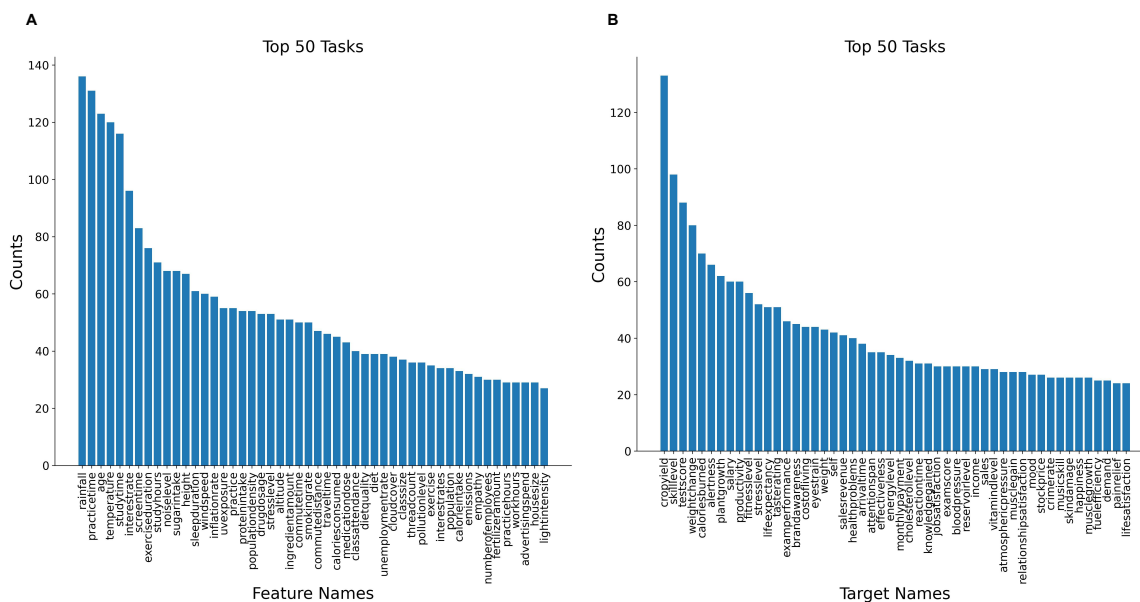 A
Top 50 Tasks
Counts
140
120
100
80
60
40
20
0
rainfall
practicetime
age
temperature
studytime
interestrate
screentime
exerciseduration
studyhours
noiselevel
sugarintake
height
sleepduration
windspeed
inflationrate
uvexposure
practice
proteinintake
populationdensity
drugdosage
stresslevel
altitude
ingredientamount
commutetime
smokingrate
commutedistance
traveltime
caloriesconsumed
medicationdose
classattendance
dietquality
diet
unemploymentrate
cloudcover
classsize
threadcount
pollutionlevel
exercise
interestrates
population
calorieintake
emissions
empathy
numberofemployees
fertilizeramount
practicehours
workhours
advertisingspend
housesize
lightintensity
Feature Names
B
Top 50 Tasks
Counts
120
100
80
60
40
20
0
cropyield
skilllevel
testscore
weightchange
caloriesburned
alertness
plantgrowth
salary
productivity
fitnesslevel
stresslevel
lifeexpectancy
tasterating
examperformance
brandawareness
costofliving
eyestrain
weight
self
salesrevenue
healthproblems
arrivaltime
attentionspan
effectiveness
energylevel
monthlypayment
cholesterollevel
knowledgegained
jobsatisfaction
reactiontime
examscore
bloodpressure
reservoirlevel
income
sales
vitamindlevel
atmosphericpressure
musclegain
relationshipsatisfaction
mood
stockprice
crimerate
musicskill
skindamage
happiness
musclegrowth
fuelefficiency
demand
painrelief
lifesatisfaction
Target Names